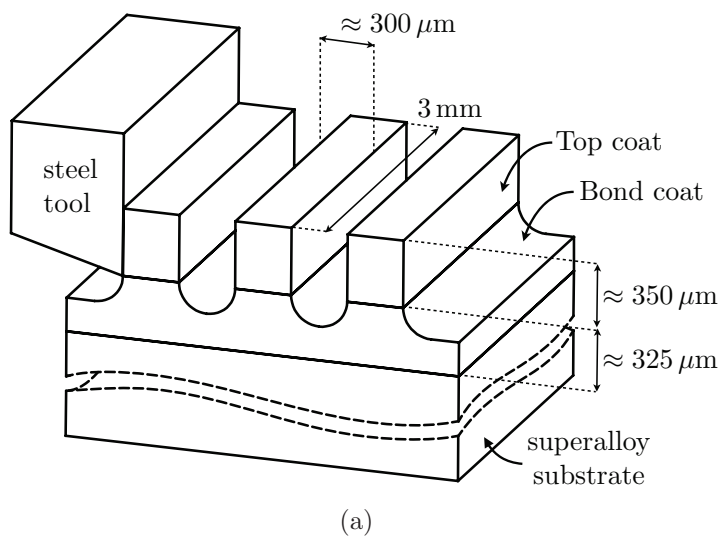 ≈ 300 μm
3 mm
Top coat
steel
tool
Bond coat
≈ 350 μm
≈ 325 μm
superalloy
substrate
(a)